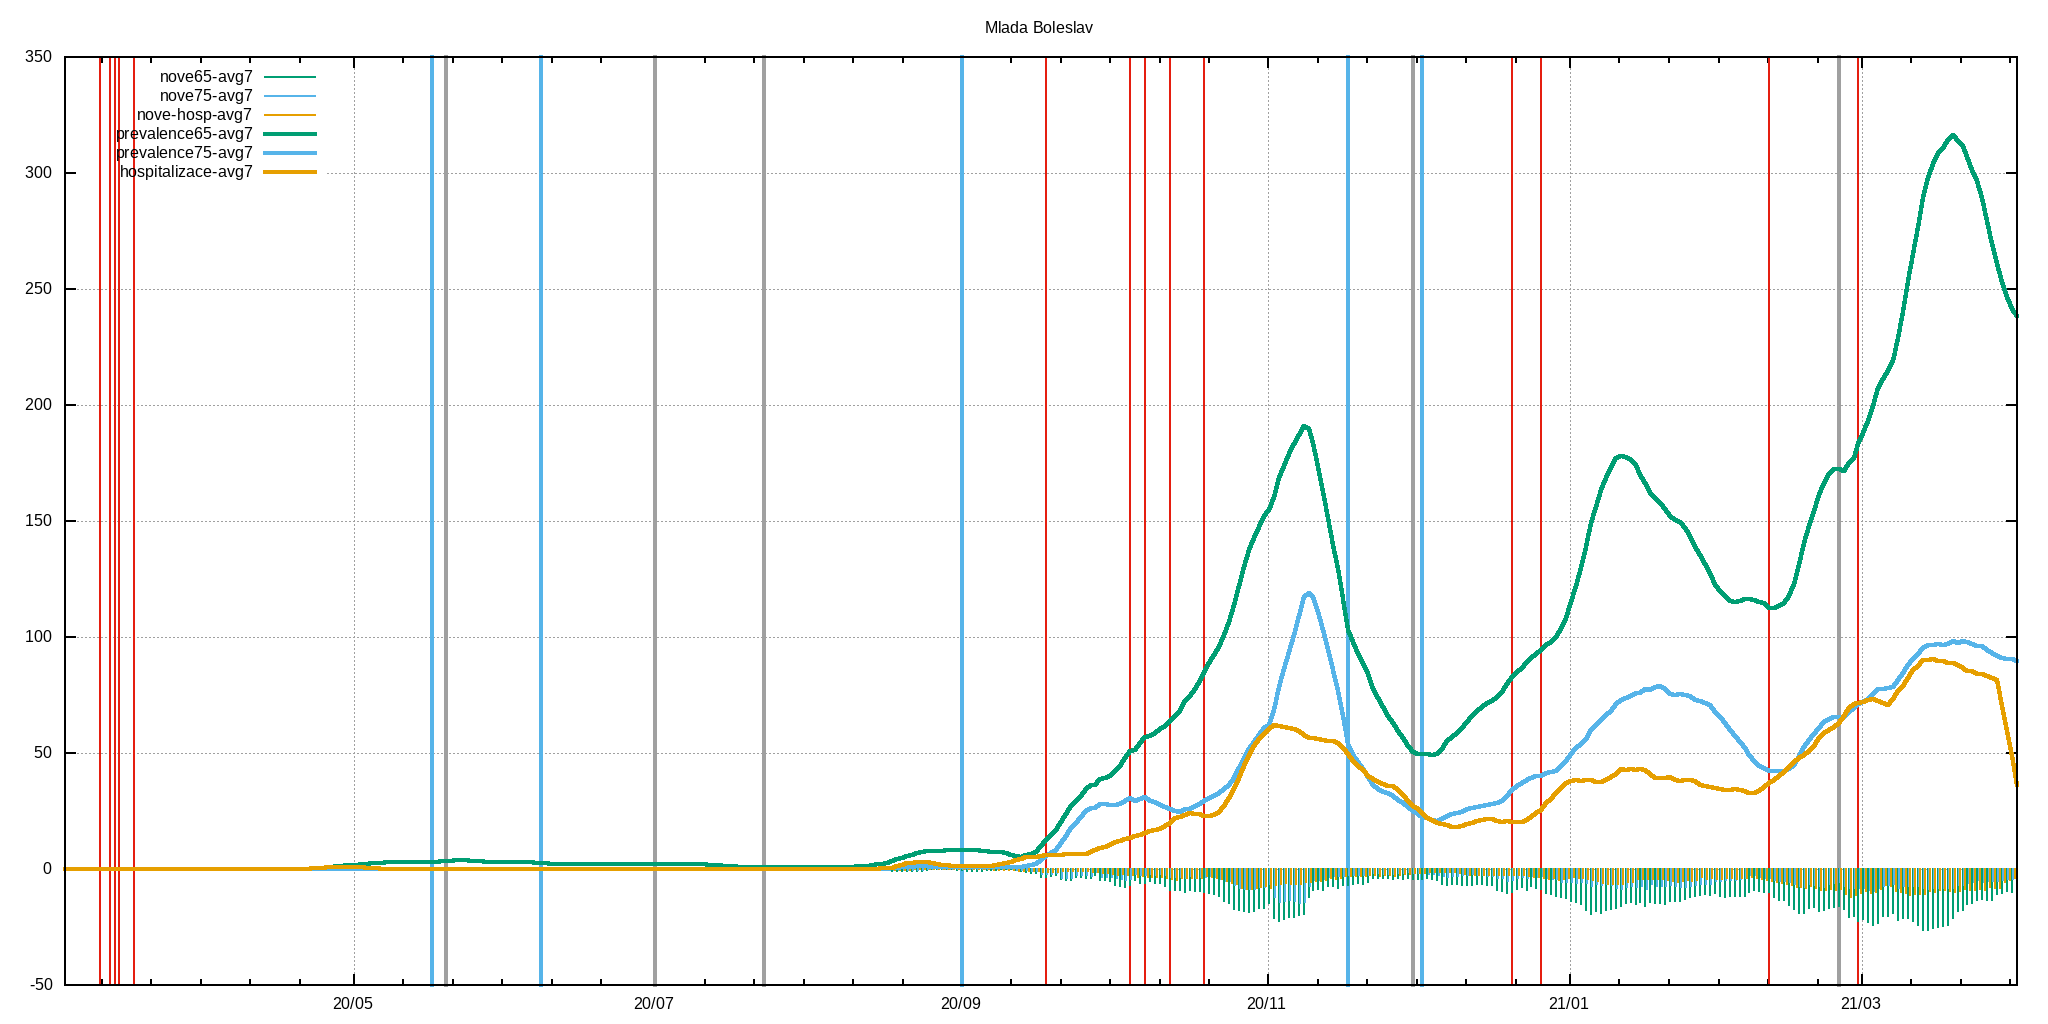 Mlada Boleslav
350
300
250
200
150
100
50
0
-50
nove65-avg7
nove75-avg7
nove-hosp-avg7
prevalence65-avg7
prevalence75-avg7
hospitalizace-avg7
20/05 20/07 20/09 20/11 21/01 21/03